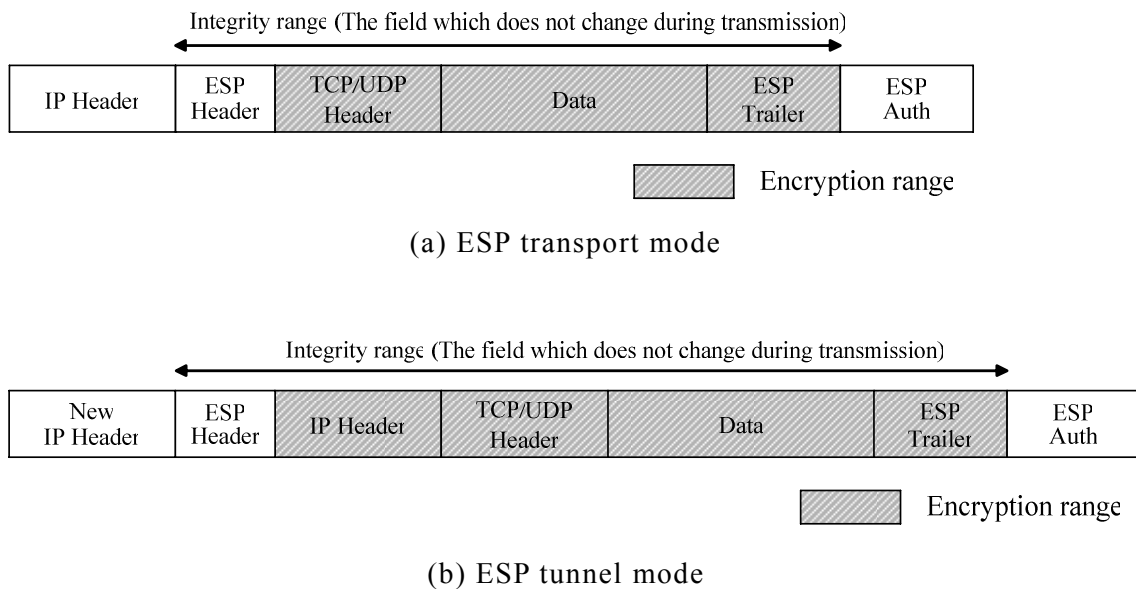 Integrity range (The field which does not change during transmission)
IP Header
ESP
Header
TCP/UDP
Header
Data
ESP
Trailer
ESP
Auth
Encryption range
(a) ESP transport mode
Integrity range (The field which does not change during transmission)
New
IP Header
ESP
Header
IP Header
TCP/UDP
Header
Data
ESP
Trailer
ESP
Auth
Encryption range
(b) ESP tunnel mode